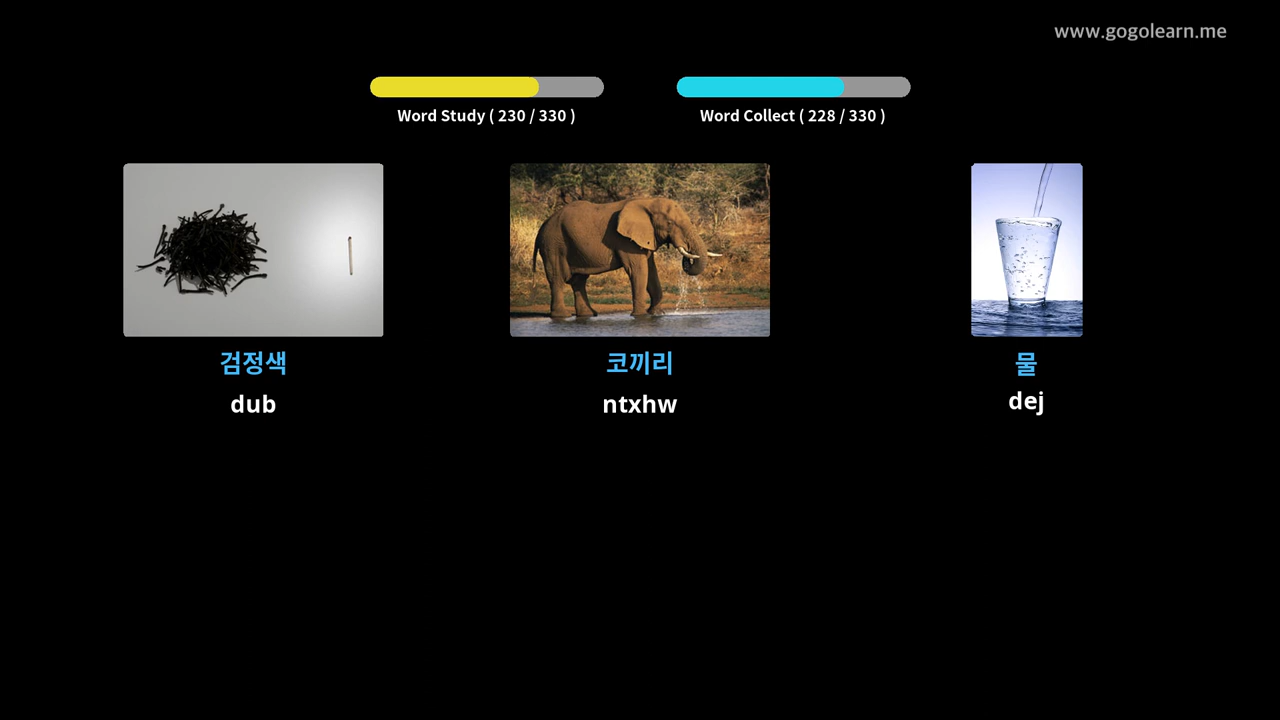 www.gogolearn.me
Word Study ( 230 / 330 )
Word Collect ( 228 / 330 )
검정색
코끼리
물
dub
ntxhw
dej